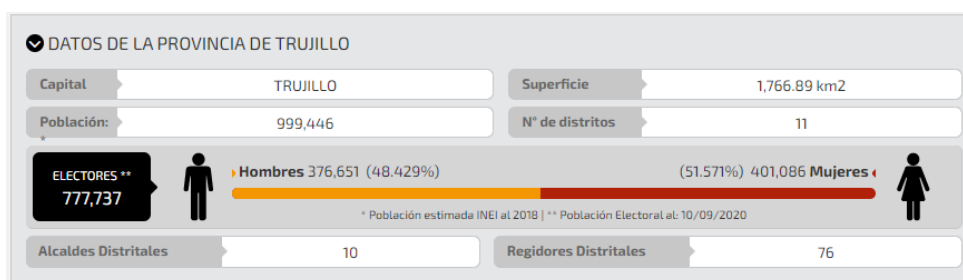 DATOS DE LA PROVINCIA DE TRUJILLO
Capital TRUJILLO Superficie 1,766.89 km2
Población: * 999,446 N° de distritos 11
ELECTORES **
777,737
Hombres 376,651 (48.429%) (51.571%) 401,086 Mujeres
* Población estimada INEI al 2018 | ** Población Electoral al: 10/09/2020
Alcaldes Distritales 10 Regidores Distritales 76